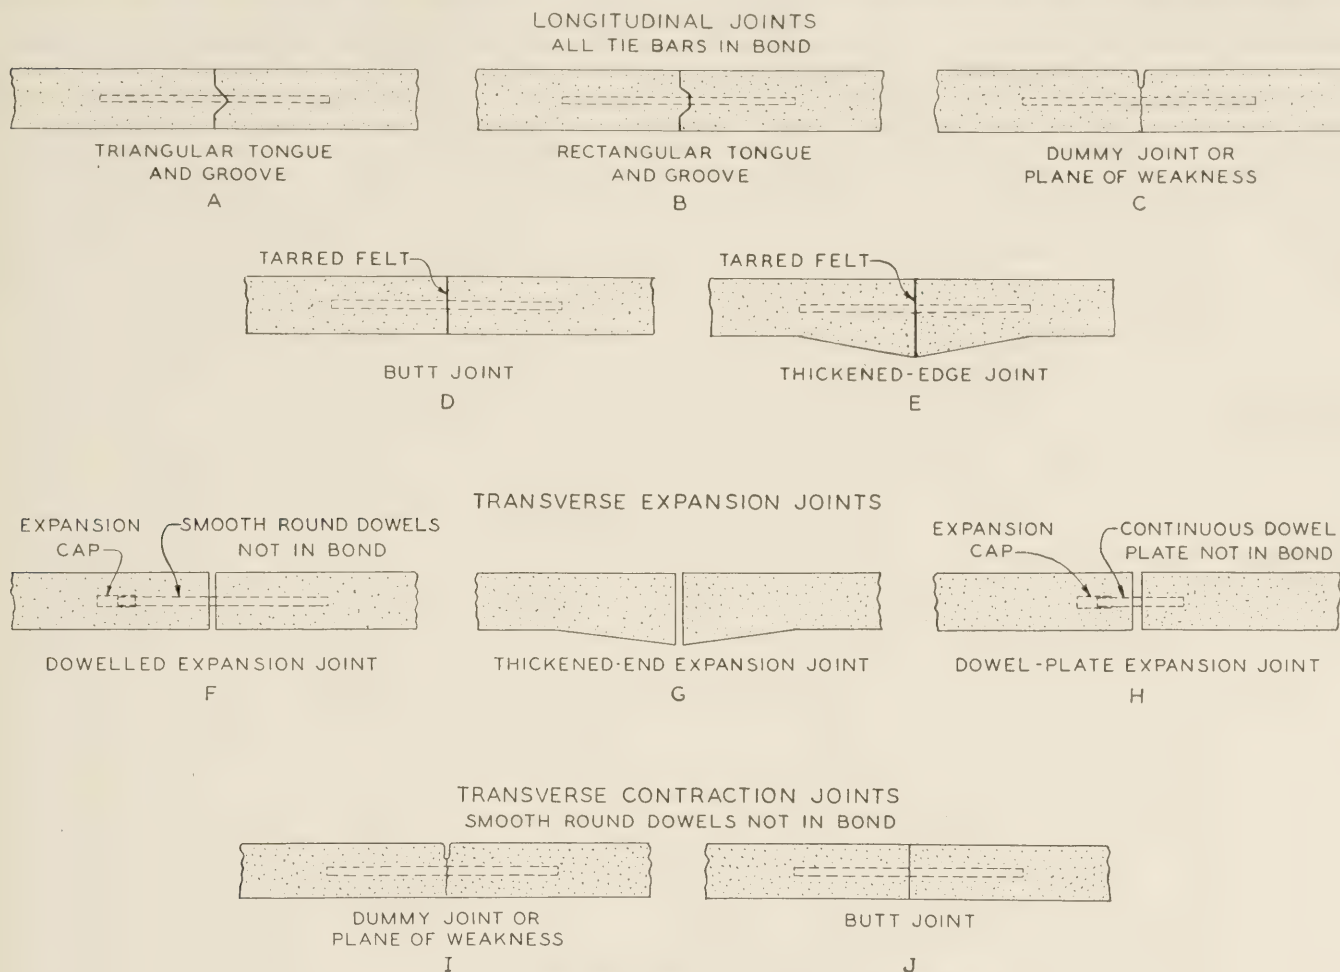 LONGITUDINAL JOINTS
ALL TIE BARS IN BOND
TRIANGULAR TONGUE
AND GROOVE
A
RECTANGULAR TONGUE
AND GROOVE
B
DUMMY JOINT OR
PLANE OF WEAKNESS
C
TARRED FELT
BUTT JOINT
D
TARRED FELT
THICKENED-EDGE JOINT
E
TRANSVERSE EXPANSION JOINTS
EXPANSION
CAP
SMOOTH ROUND DOWELS
NOT IN BOND
DOWELLED EXPANSION JOINT
F
THICKENED-END EXPANSION JOINT
G
EXPANSION
CAP
CONTINUOUS DOWEL
PLATE NOT IN BOND
DOWEL-PLATE EXPANSION JOINT
H
TRANSVERSE CONTRACTION JOINTS
SMOOTH ROUND DOWELS NOT IN BOND
DUMMY JOINT OR
PLANE OF WEAKNESS
I
BUTT JOINT
J